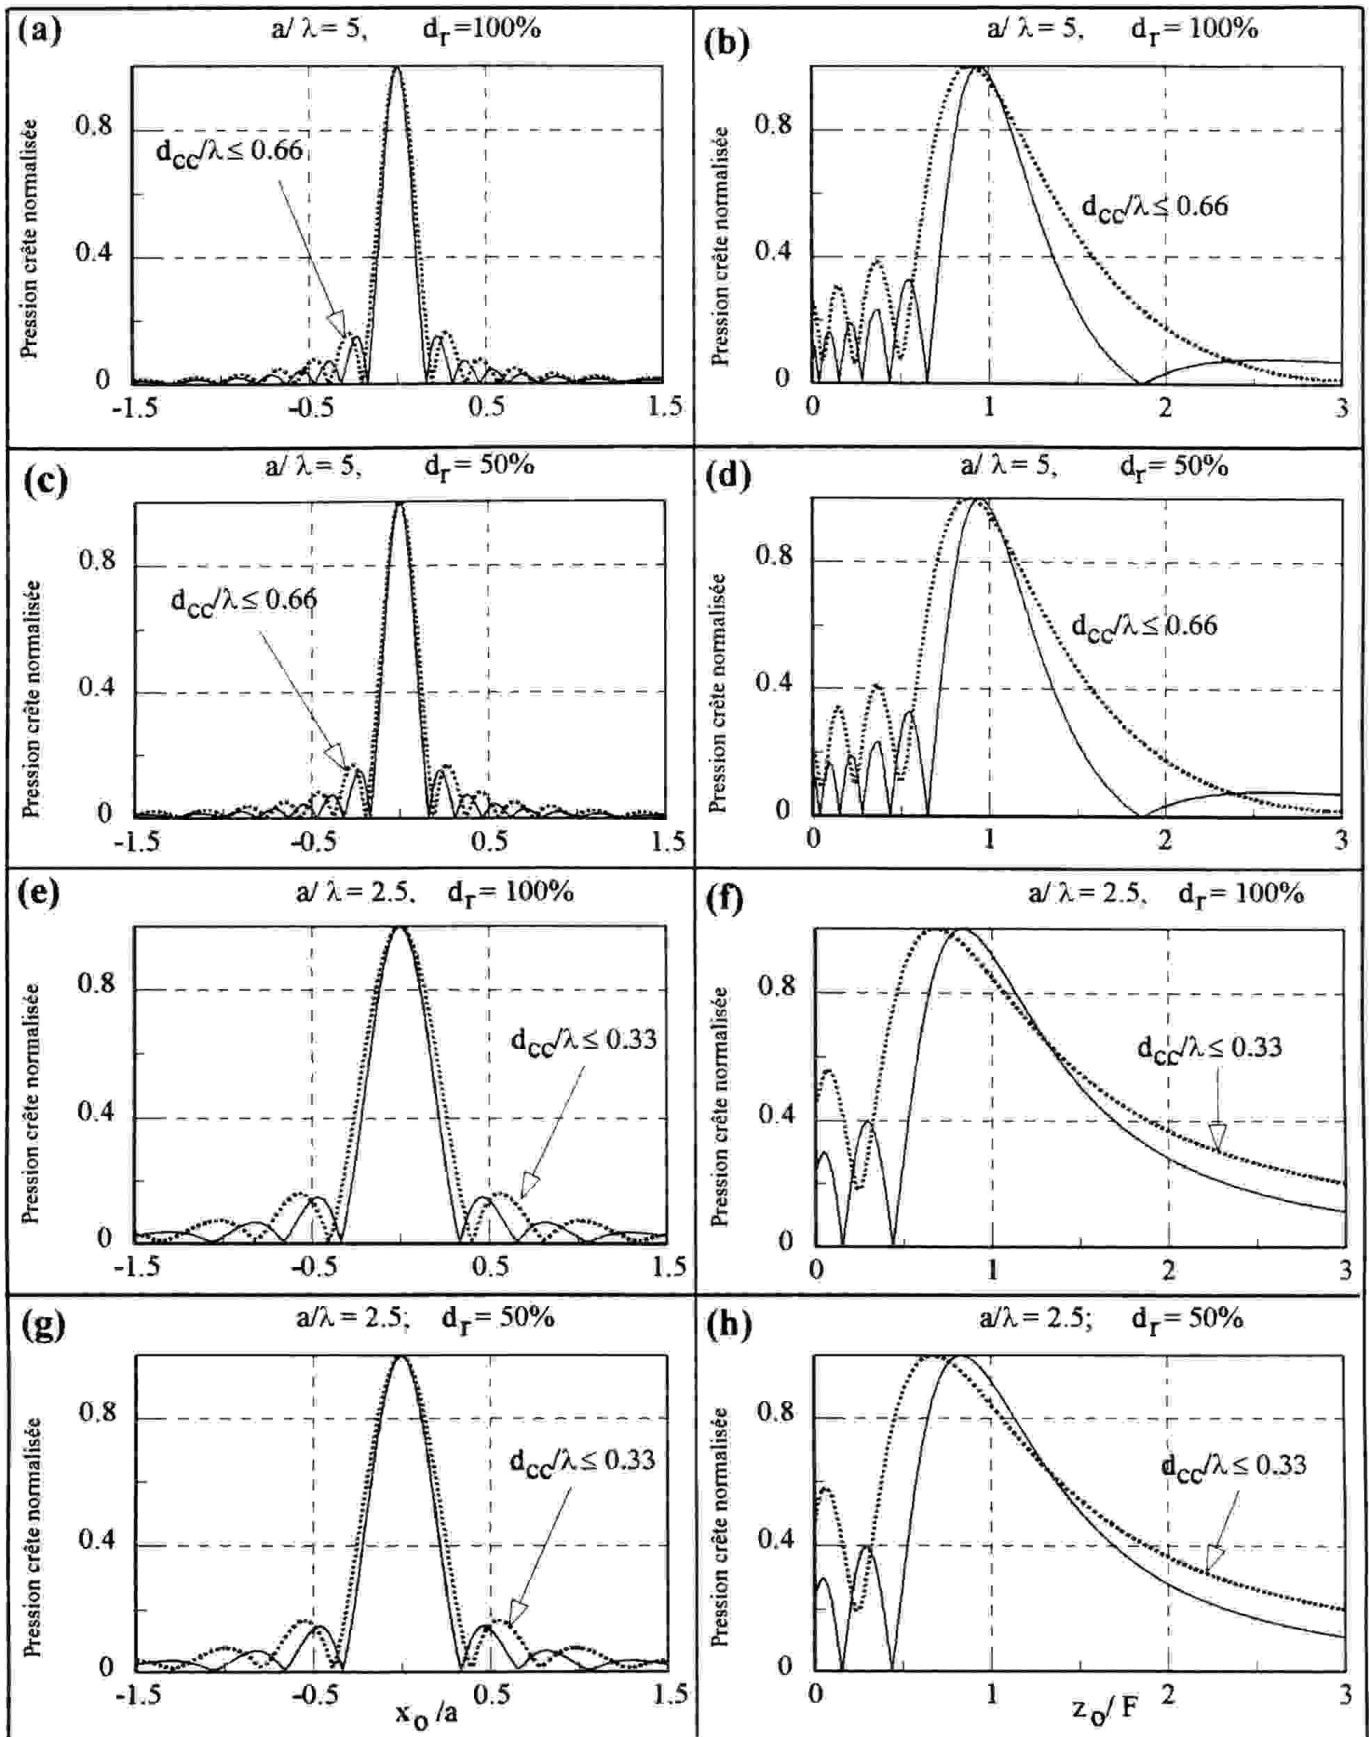 (a)
a/ λ = 5, d_r =100%
Pression crête normalisée
0.8
0.4
0
d_cc/λ ≤ 0.66
-1.5
-0.5
0.5
1.5
(b)
a/ λ = 5, d_r = 100%
Pression crête normalisée
0.8
0.4
0
d_cc/λ ≤ 0.66
0
1
2
3
(c)
a/ λ = 5, d_r = 50%
Pression crête normalisée
0.8
0.4
0
d_cc/λ ≤ 0.66
-1.5
-0.5
0.5
1.5
(d)
a/ λ = 5, d_r = 50%
Pression crête normalisée
0.8
0.4
0
d_cc/λ ≤ 0.66
0
1
2
3
(e)
a/ λ = 2.5, d_r = 100%
Pression crête normalisée
0.8
0.4
0
d_cc/λ ≤ 0.33
-1.5
-0.5
0.5
1.5
(f)
a/ λ = 2.5, d_r = 100%
Pression crête normalisée
0.8
0.4
0
d_cc/λ ≤ 0.33
0
1
2
3
(g)
a/λ = 2.5; d_r = 50%
Pression crête normalisée
0.8
0.4
0
d_cc/λ ≤ 0.33
-1.5
-0.5
0.5
1.5
x_o /a
(h)
a/λ = 2.5; d_r = 50%
Pression crête normalisée
0.8
0.4
0
d_cc/λ ≤ 0.33
0
1
2
3
z_o/ F